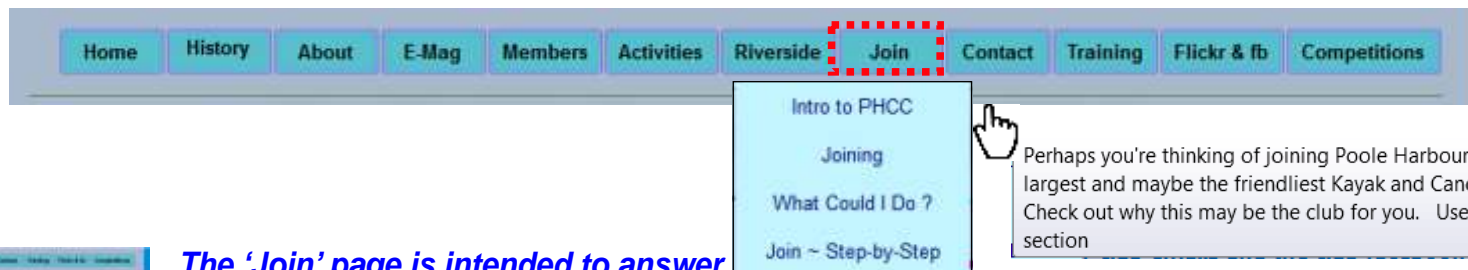 Home History About E-Mag Members Activities Riverside Join Contact Training Flickr & fb Competitions
Intro to PHCC
Joining
What Could I Do ?
Join ~ Step-by-Step
Perhaps you're thinking of joining Poole Harbour
largest and maybe the friendliest Kayak and Cano
Check out why this may be the club for you. Use
section
The ‘Join’ page is intended to answer